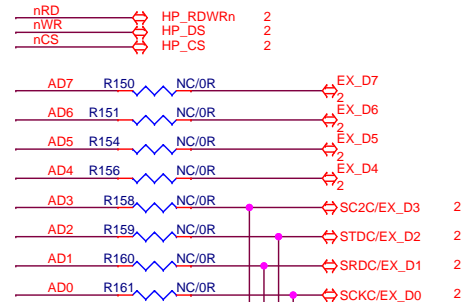 nRD HP_RDWRn 2
nWR HP_DS 2
nCS HP_CS 2
AD7 R150 NC/0R EX_D7 2
AD6 R151 NC/0R EX_D6 2
AD5 R154 NC/0R EX_D5 2
AD4 R156 NC/0R EX_D4 2
AD3 R158 NC/0R SC2C/EX_D3 2
AD2 R159 NC/0R STDC/EX_D2 2
AD1 R160 NC/0R SRDC/EX_D1 2
AD0 R161 NC/0R SCKC/EX_D0 2